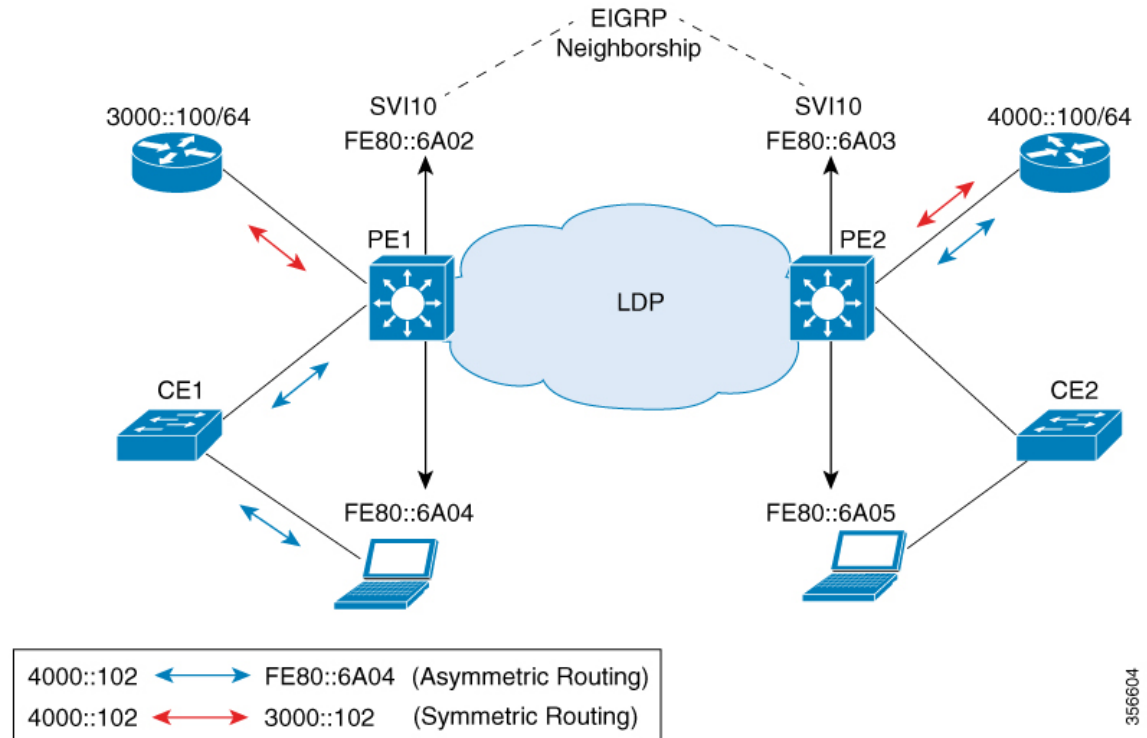 EIGRP
Neighborship
SVI10
SVI10
3000::100/64
FE80::6A02
FE80::6A03
4000::100/64
PE1
PE2
LDP
CE1
CE2
FE80::6A04
FE80::6A05
4000::102 FE80::6A04 (Asymmetric Routing)
4000::102 3000::102 (Symmetric Routing)
356604